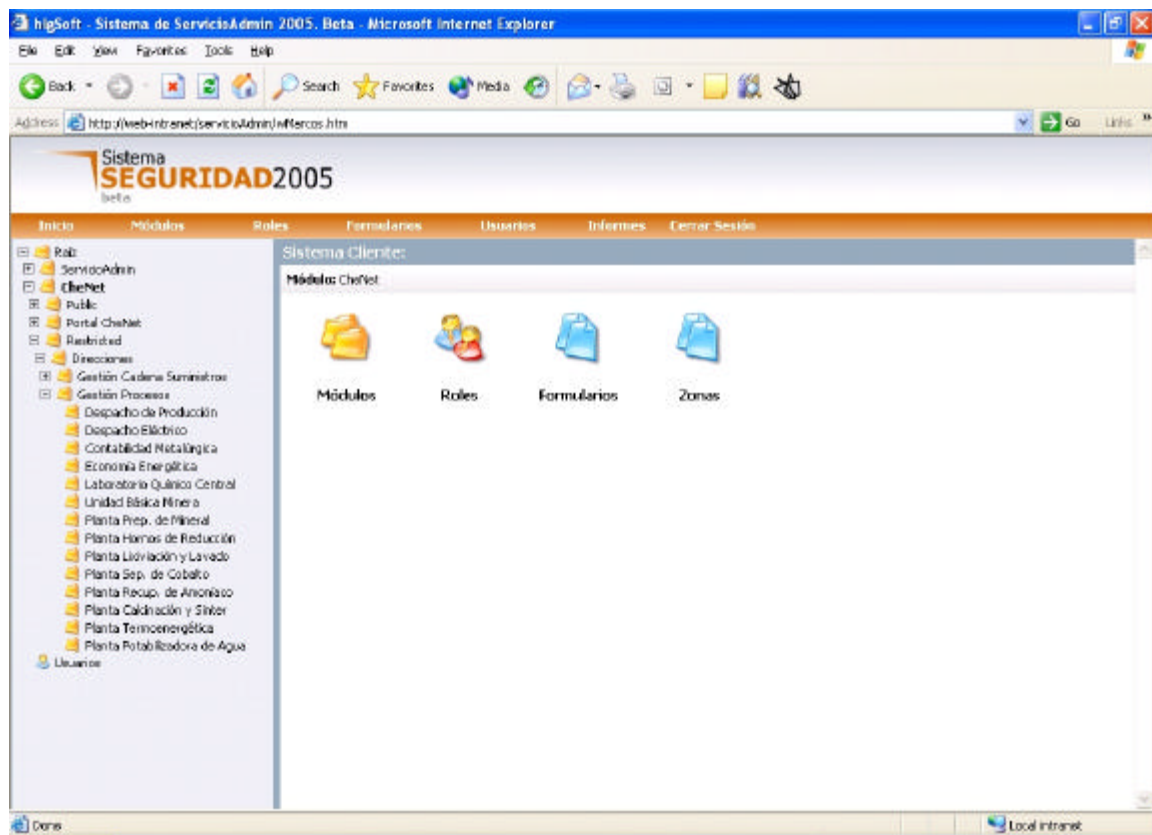 hlgSoft - Sistema de ServicioAdmin 2005. Beta - Microsoft Internet Explorer
File Edit View Favorites Tools Help
Back Search Favorites Media
Address http://web-intranet/servicioAdmin/wfMarcos.htm Go Links
Sistema
SEGURIDAD2005
beta
Inicio Módulos Roles Formularios Usuarios Informes Cerrar Sesión
Raíz
ServicioAdmin
CheNet
Public
Portal CheNet
Restricted
Direcciones
Gestión Cadena Suministros
Gestión Procesos
Despacho de Producción
Despacho Eléctrico
Contabilidad Metalúrgica
Economía Energética
Laboratorio Químico Central
Unidad Básica Minera
Planta Prep. de Mineral
Planta Hornos de Reducción
Planta Lixiviación y Lavado
Planta Sep. de Cobalto
Planta Recup. de Amoníaco
Planta Calcinación y Sínter
Planta Termoenergética
Planta Potabilizadora de Agua
Usuarios
Sistema Cliente:
Módulo: CheNet
Módulos Roles Formularios Zonas
Done Local intranet